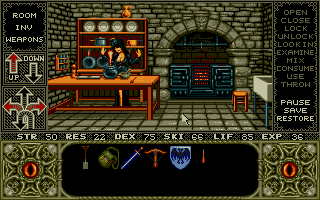 ROOM
INV
WEAPONS
UP
DOWN
OPEN
CLOSE
LOCK
UNLOCK
LOOK IN
EXAMINE
MIX
CONSUME
USE
THROW
PAUSE
SAVE
RESTORE
STR 50 RES 22 DEX 75 SKI 66 LIF 85 EXP 36